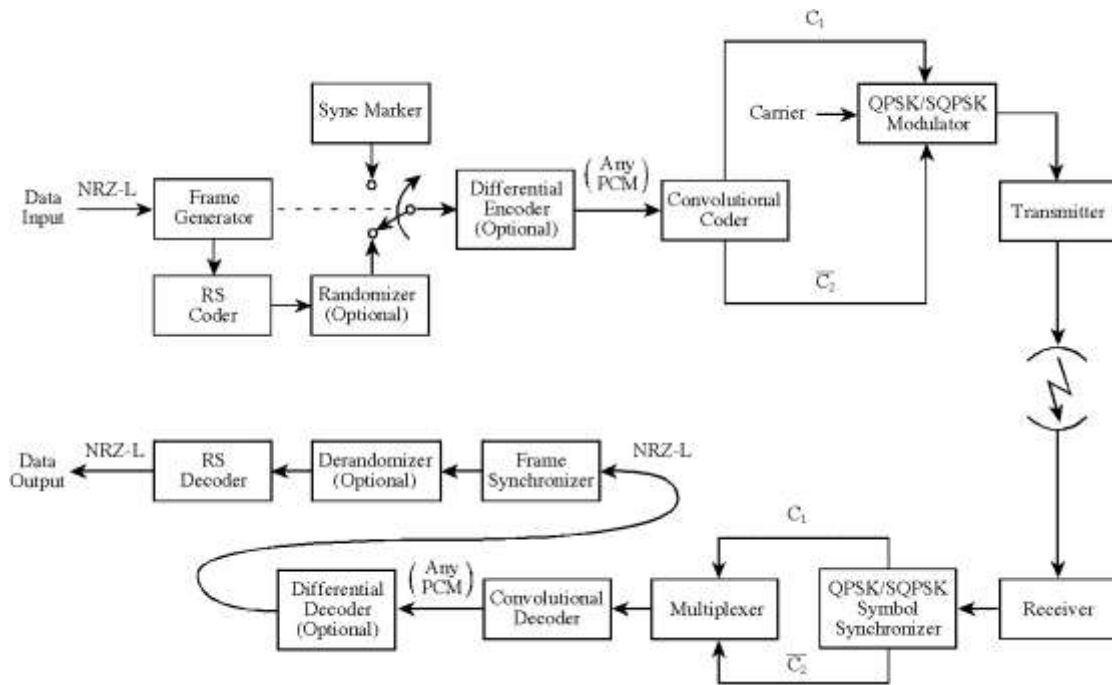 C1
Sync Marker
Carrier
QPSK/SQPSK
Modulator
Data
Input
NRZ-L
Frame
Generator
Differential
Encoder
(Optional)
(Any
PCM)
Convolutional
Coder
Transmitter
RS
Coder
Randomizer
(Optional)
C̅2
Data
Output
NRZ-L
RS
Decoder
Derandomizer
(Optional)
Frame
Synchronizer
NRZ-L
C1
Differential
Decoder
(Optional)
(Any
PCM)
Convolutional
Decoder
Multiplexer
QPSK/SQPSK
Symbol
Synchronizer
Receiver
C̅2